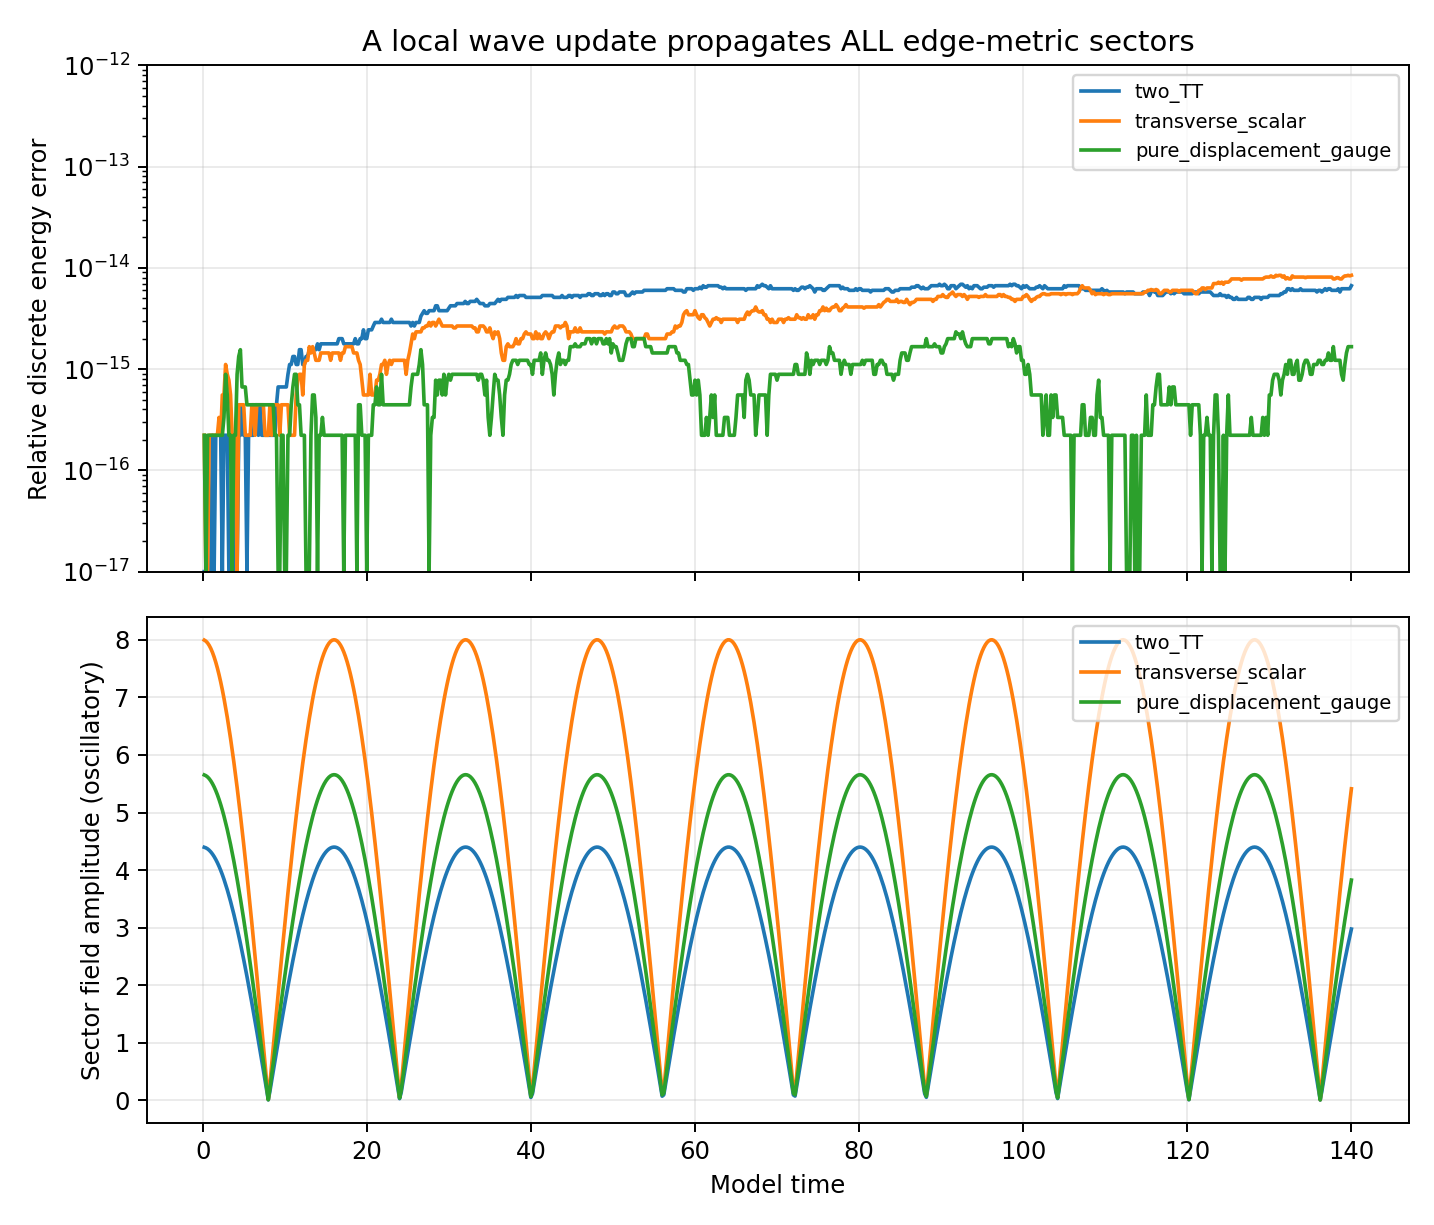 A local wave update propagates ALL edge-metric sectors
Relative discrete energy error
10⁻¹²
10⁻¹³
10⁻¹⁴
10⁻¹⁵
10⁻¹⁶
10⁻¹⁷
two_TT
transverse_scalar
pure_displacement_gauge
Sector field amplitude (oscillatory)
8
7
6
5
4
3
2
1
0
two_TT
transverse_scalar
pure_displacement_gauge
0 20 40 60 80 100 120 140
Model time